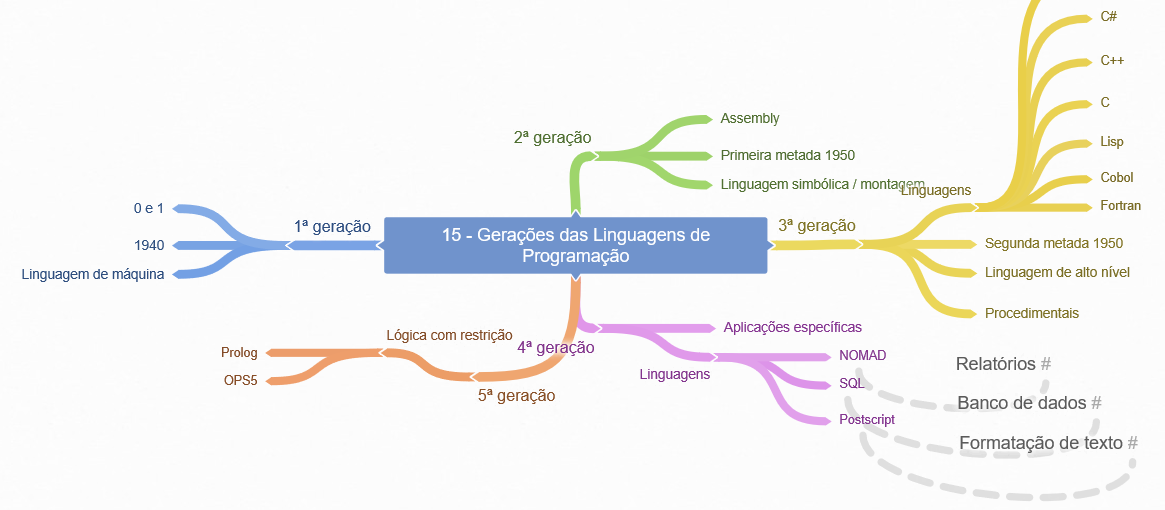 15 - Gerações das Linguagens de
Programação
1ª geração
0 e 1
1940
Linguagem de máquina
2ª geração
Assembly
Primeira metada 1950
Linguagem simbólica / montagem
3ª geração
Linguagens
C#
C++
C
Lisp
Cobol
Fortran
Segunda metada 1950
Linguagem de alto nível
Procedimentais
4ª geração
Aplicações específicas
Linguagens
NOMAD
SQL
Postscript
Relatórios #
Banco de dados #
Formatação de texto #
5ª geração
Lógica com restrição
Prolog
OPS5